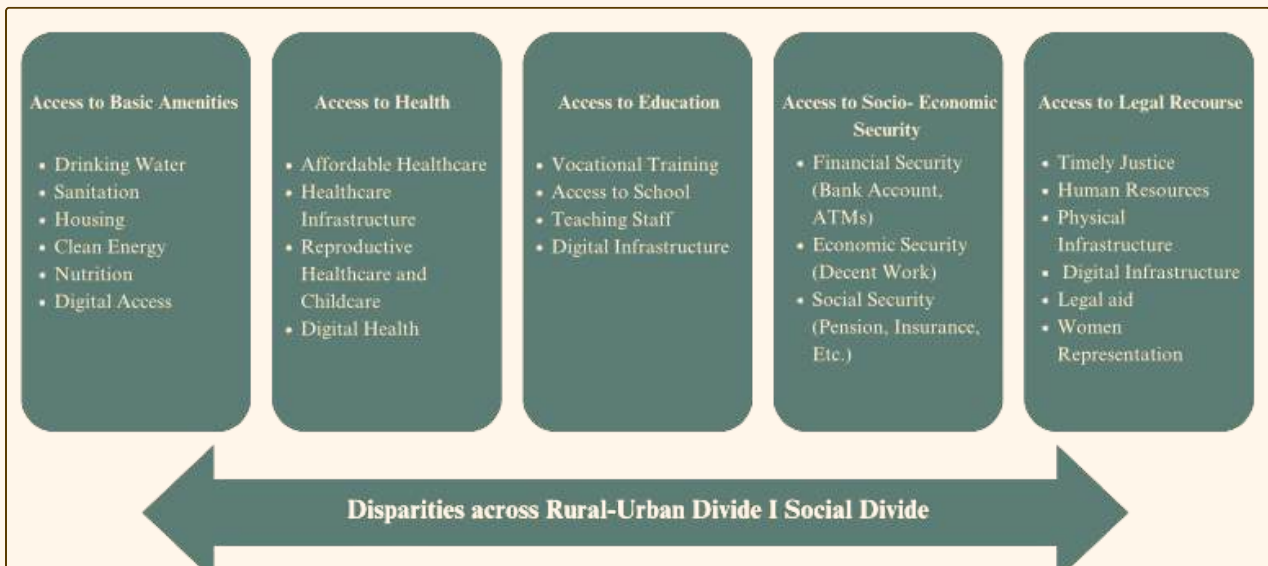 Access to Basic Amenities
• Drinking Water
• Sanitation
• Housing
• Clean Energy
• Nutrition
• Digital Access
Access to Health
• Affordable Healthcare
• Healthcare
Infrastructure
• Reproductive
Healthcare and
Childcare
• Digital Health
Access to Education
• Vocational Training
• Access to School
• Teaching Staff
• Digital Infrastructure
Access to Socio- Economic
Security
• Financial Security
(Bank Account,
ATMs)
• Economic Security
(Decent Work)
• Social Security
(Pension, Insurance,
Etc.)
Access to Legal Recourse
• Timely Justice
• Human Resources
• Physical
Infrastructure
• Digital Infrastructure
• Legal aid
• Women
Representation
Disparities across Rural-Urban Divide I Social Divide